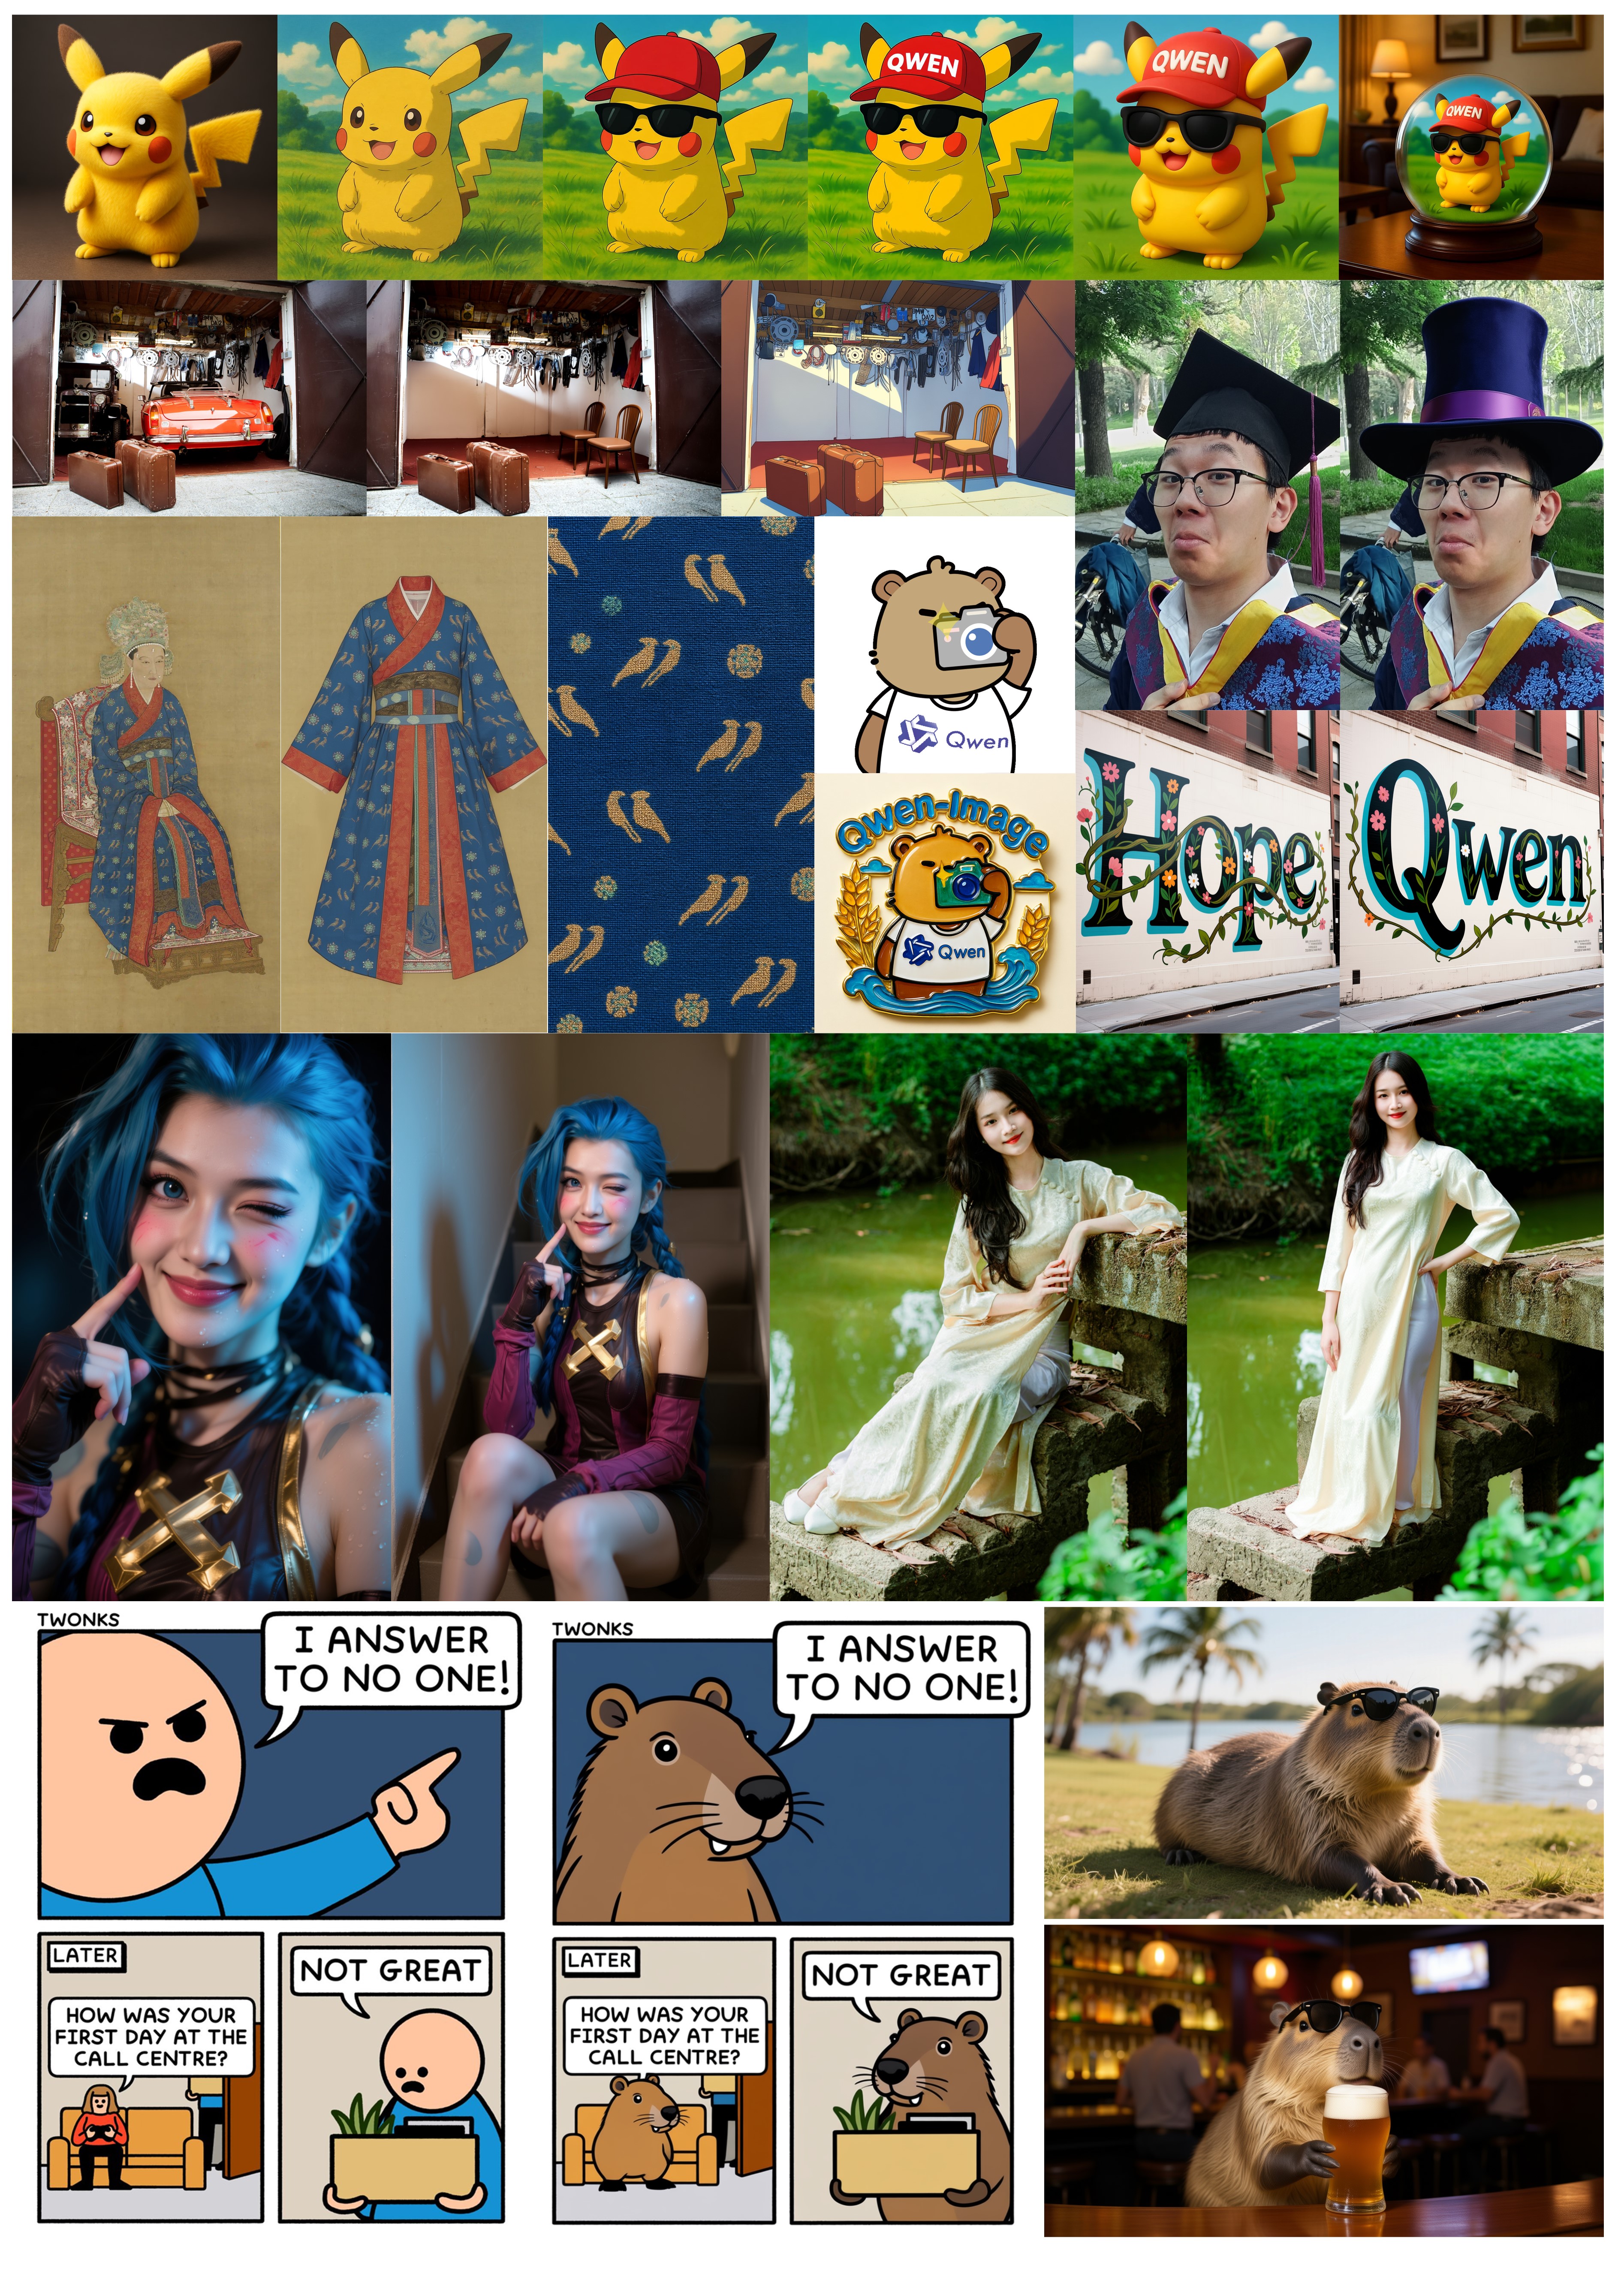 QWEN
QWEN
QWEN
Qwen
Qwen-Image
Qwen
Hope
Qwen
TWONKS
I ANSWER
TO NO ONE!
LATER
HOW WAS YOUR
FIRST DAY AT THE
CALL CENTRE?
NOT GREAT
TWONKS
I ANSWER
TO NO ONE!
LATER
HOW WAS YOUR
FIRST DAY AT THE
CALL CENTRE?
NOT GREAT